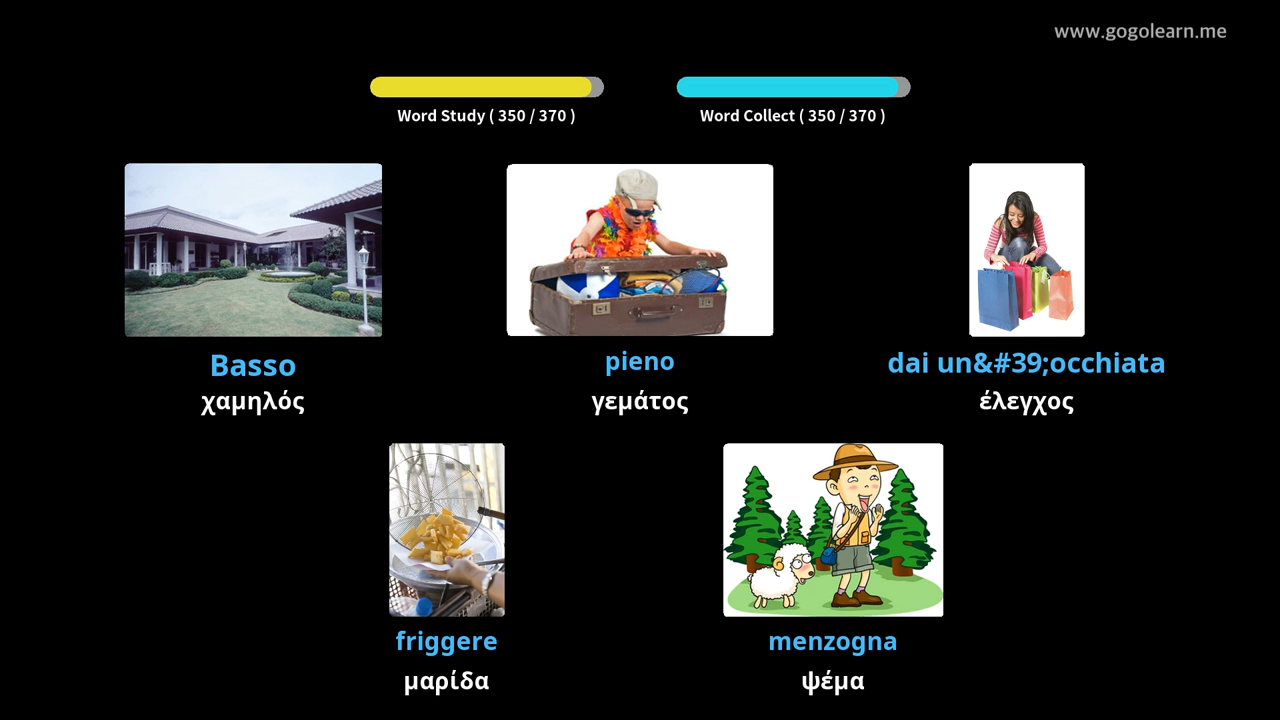 www.gogolearn.me
Word Study ( 350 / 370 )
Word Collect ( 350 / 370 )
Basso
χαμηλός
pieno
γεμάτος
dai un&#39;occhiata
έλεγχος
friggere
μαρίδα
menzogna
ψέμα